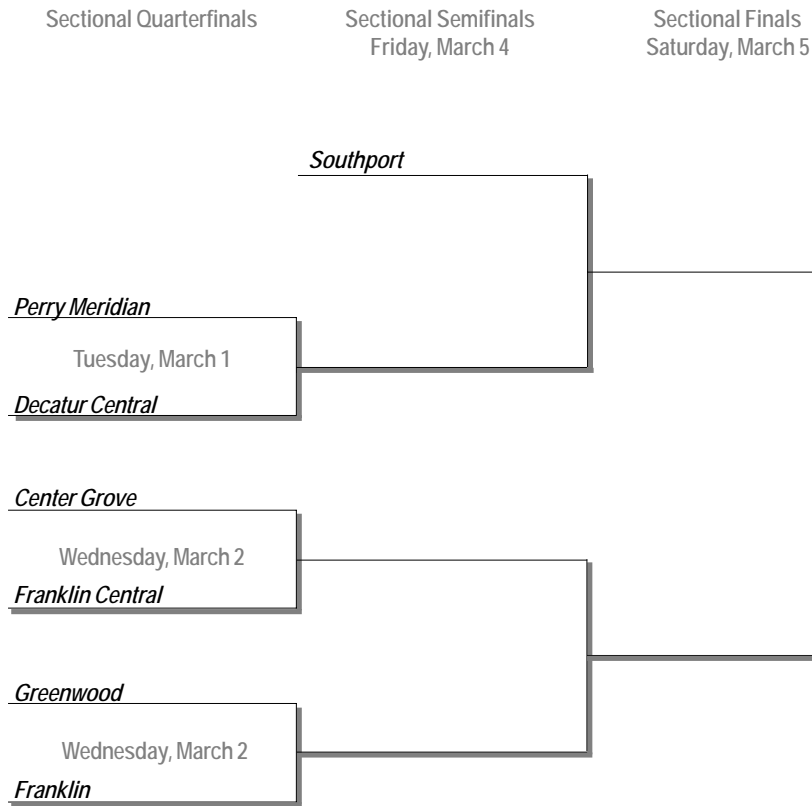 Sectional Quarterfinals
Sectional Semifinals
Friday, March 4
Sectional Finals
Saturday, March 5
Southport
Perry Meridian
Tuesday, March 1
Decatur Central
Center Grove
Wednesday, March 2
Franklin Central
Greenwood
Wednesday, March 2
Franklin